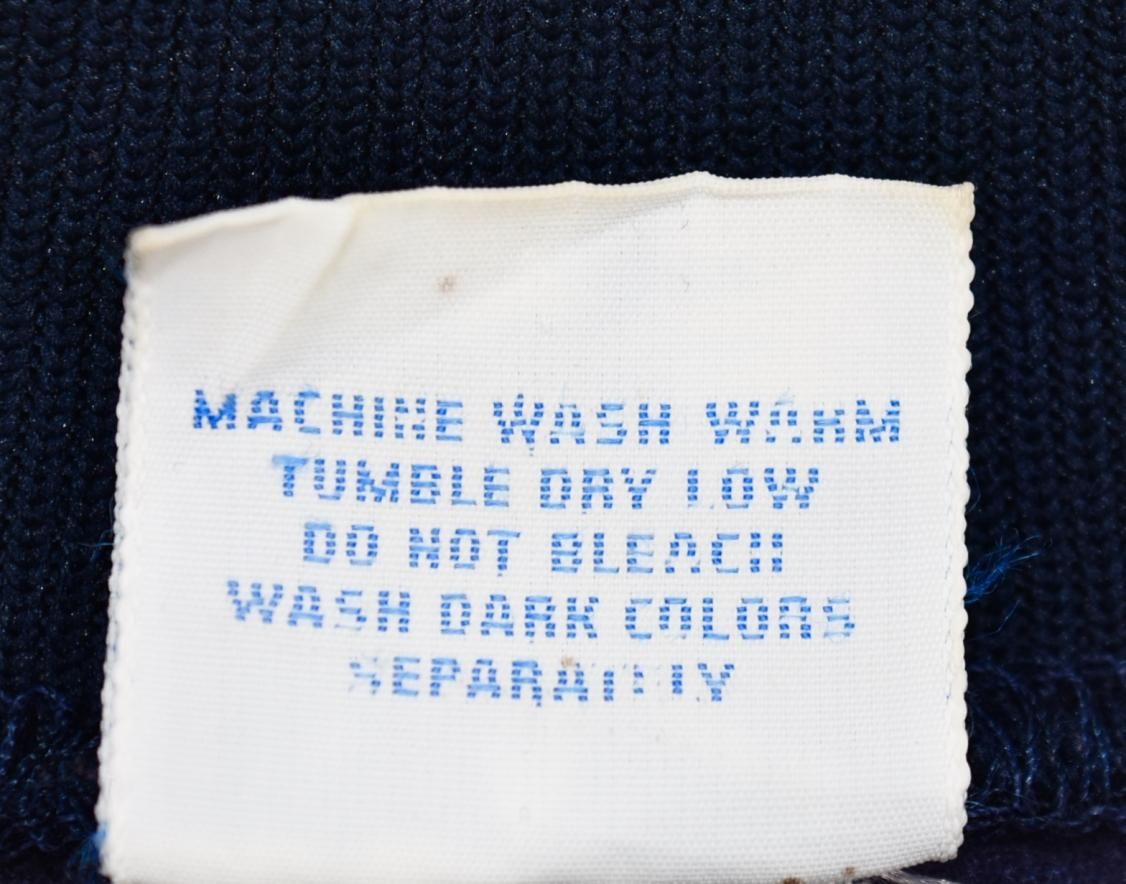 MACHINE WASH WARM
TUMBLE DRY LOW
DO NOT BLEACH
WASH DARK COLORS
SEPARATELY